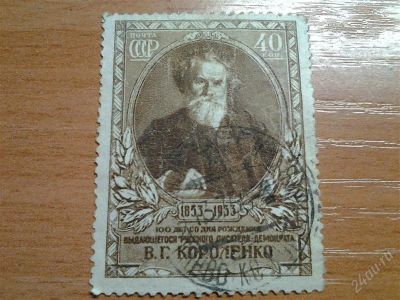 ПОЧТА
СССР
40
КОП.
1853-1953
100 ЛЕТ СО ДНЯ РОЖДЕНИЯ
ВЫДАЮЩЕГОСЯ РУССКОГО ПИСАТЕЛЯ-ДЕМОКРАТА
В. Г. КОРОЛЕНКО
24au.ru